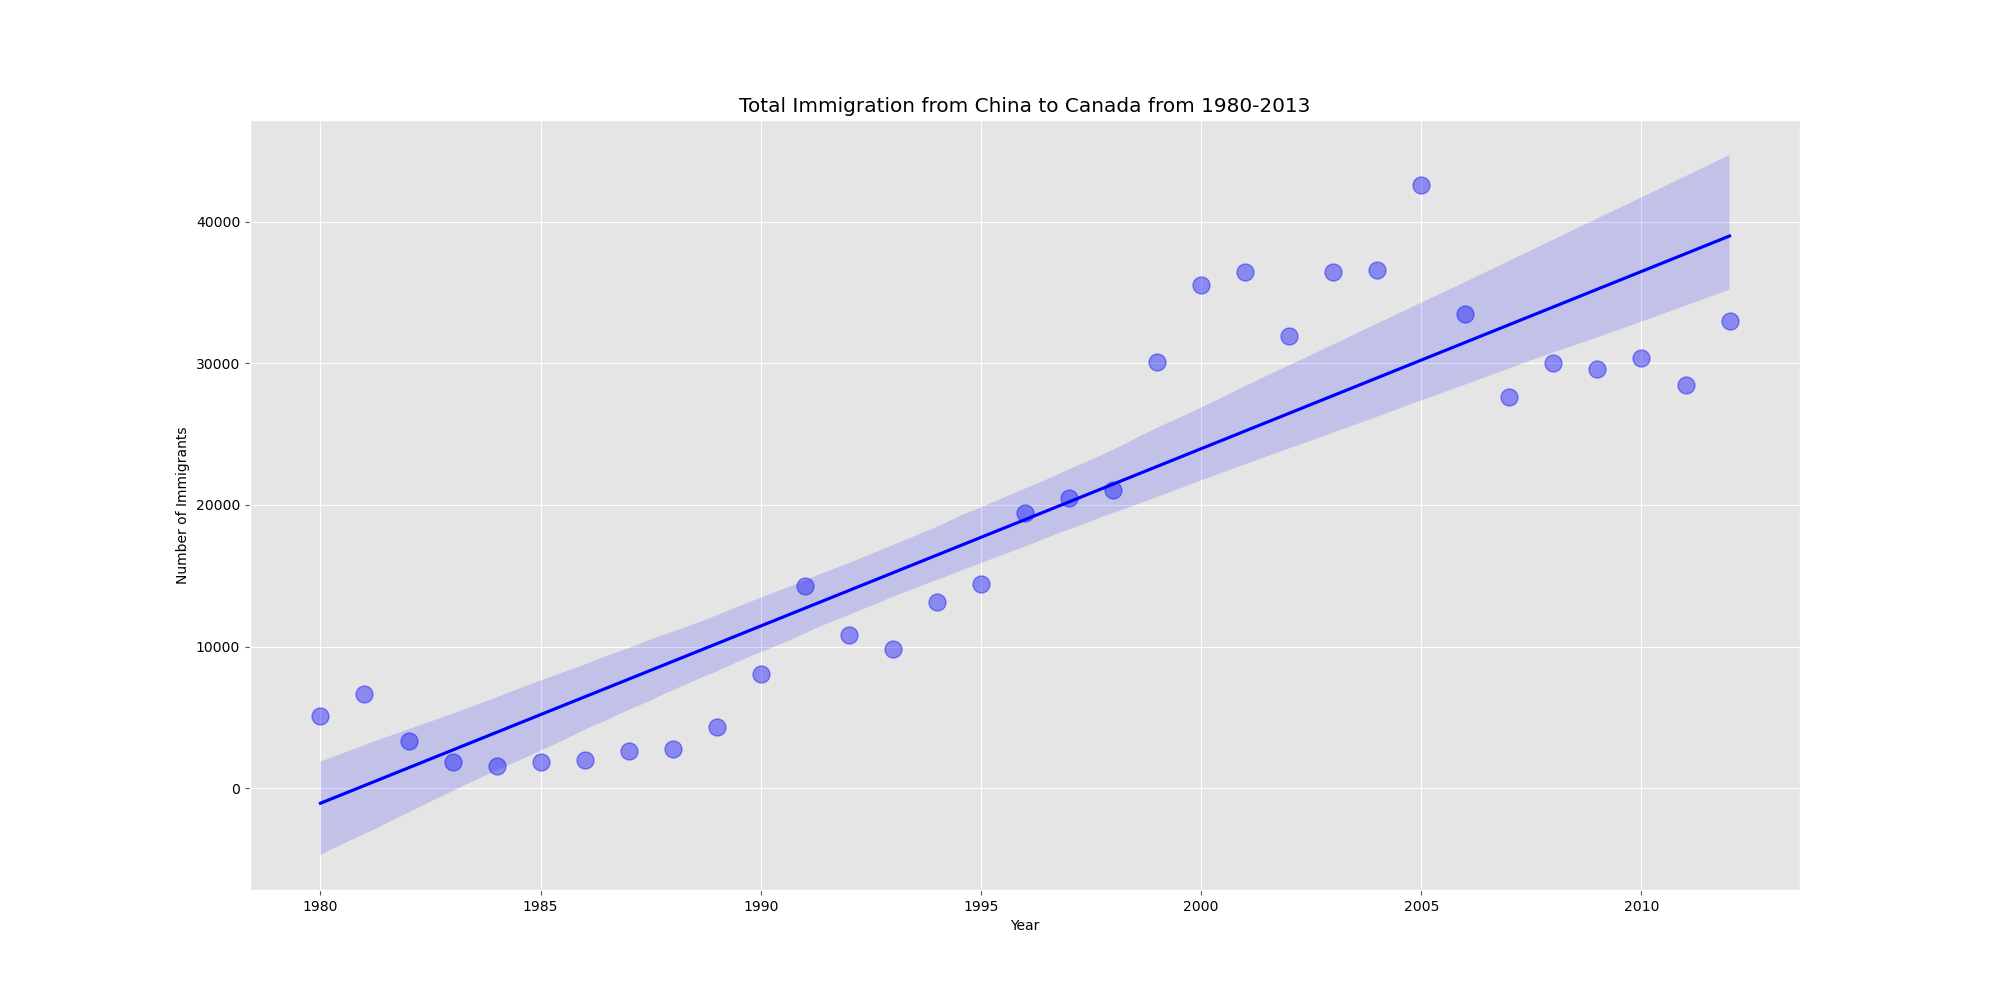 Total Immigration from China to Canada from 1980-2013
Number of Immigrants
40000
30000
20000
10000
0
1980 1985 1990 1995 2000 2005 2010
Year